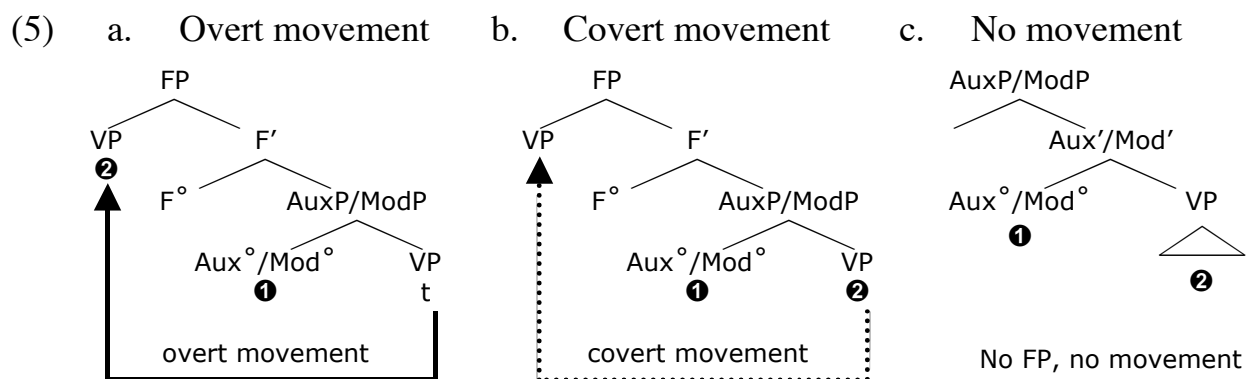 (5) a. Overt movement b. Covert movement c. No movement
FP FP AuxP/ModP
VP F’ VP F’ Aux’/Mod’
❷
F° AuxP/ModP F° AuxP/ModP Aux°/Mod° VP
❶
Aux°/Mod° VP Aux°/Mod° VP
❶ t ❶ ❷ ❷
overt movement covert movement No FP, no movement